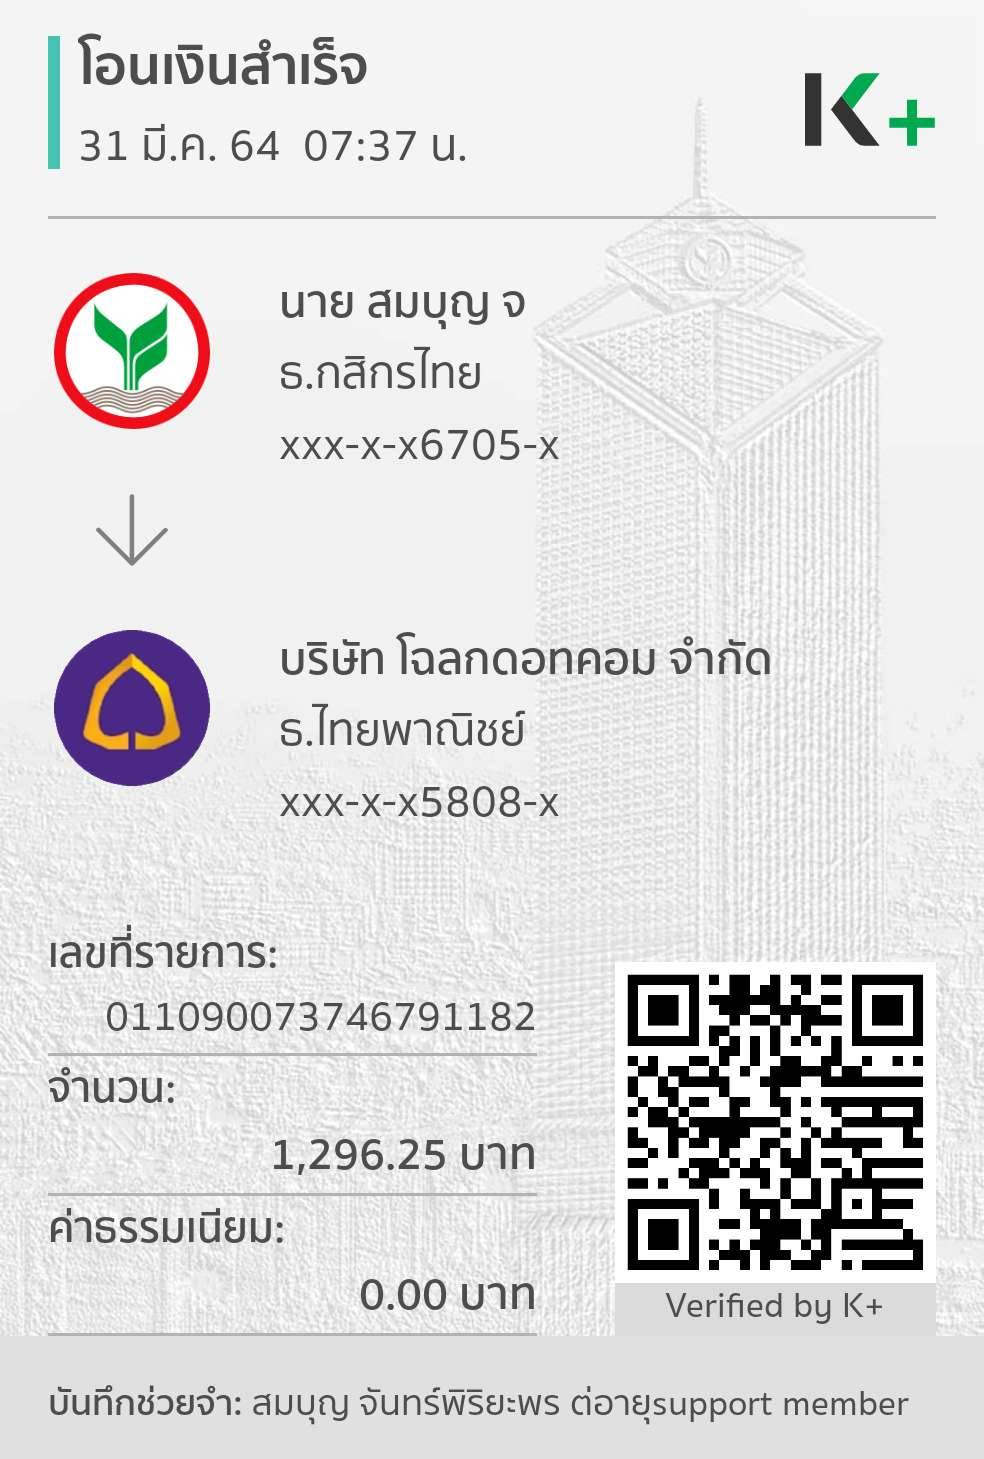 โอนเงินสำเร็จ
31 มี.ค. 64 07:37 น.
K+
นาย สมบุญ จ
ธ.กสิกรไทย
xxx-x-x6705-x
บริษัท โฉลกดอทคอม จำกัด
ธ.ไทยพาณิชย์
xxx-x-x5808-x
เลขที่รายการ:
011090073746791182
จำนวน:
1,296.25 บาท
ค่าธรรมเนียม:
0.00 บาท
Verified by K+
บันทึกช่วยจำ: สมบุญ จันทร์พิริยะพร ต่อายุsupport member